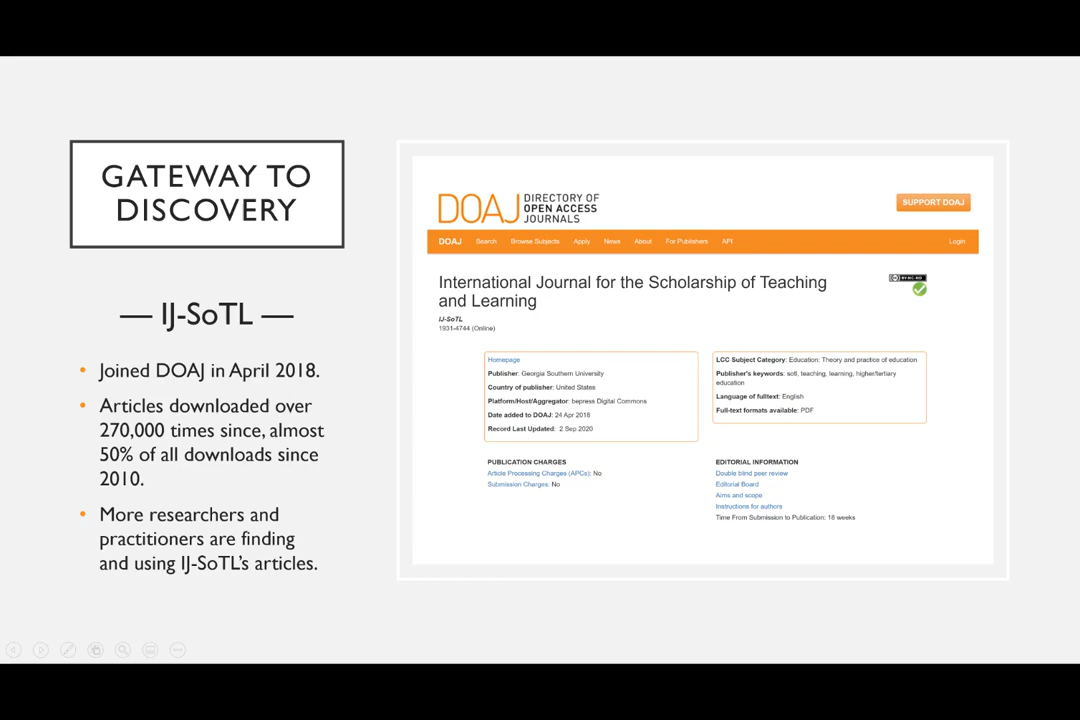 GATEWAY TO
DISCOVERY
— IJ-SoTL —
• Joined DOAJ in April 2018.
• Articles downloaded over
270,000 times since, almost
50% of all downloads since
2010.
• More researchers and
practitioners are finding
and using IJ-SoTL's articles.
DOAJ DIRECTORY OF
OPEN ACCESS
JOURNALS
SUPPORT DOAJ
DOAJ Search Browse Subjects Apply News About For Publishers API Login
International Journal for the Scholarship of Teaching
and Learning
IJ-SoTL
1931-4744 (Online)
CC BY-NC-ND
Homepage
Publisher: Georgia Southern University
Country of publisher: United States
Platform/Host/Aggregator: bepress Digital Commons
Date added to DOAJ: 24 Apr 2018
Record Last Updated: 2 Sep 2020
LCC Subject Category: Education: Theory and practice of education
Publisher's keywords: sotl, teaching, learning, higher/tertiary
education
Language of fulltext: English
Full-text formats available: PDF
PUBLICATION CHARGES
Article Processing Charges (APCs): No
Submission Charges: No
EDITORIAL INFORMATION
Double blind peer review
Editorial Board
Aims and scope
Instructions for authors
Time From Submission to Publication: 18 weeks